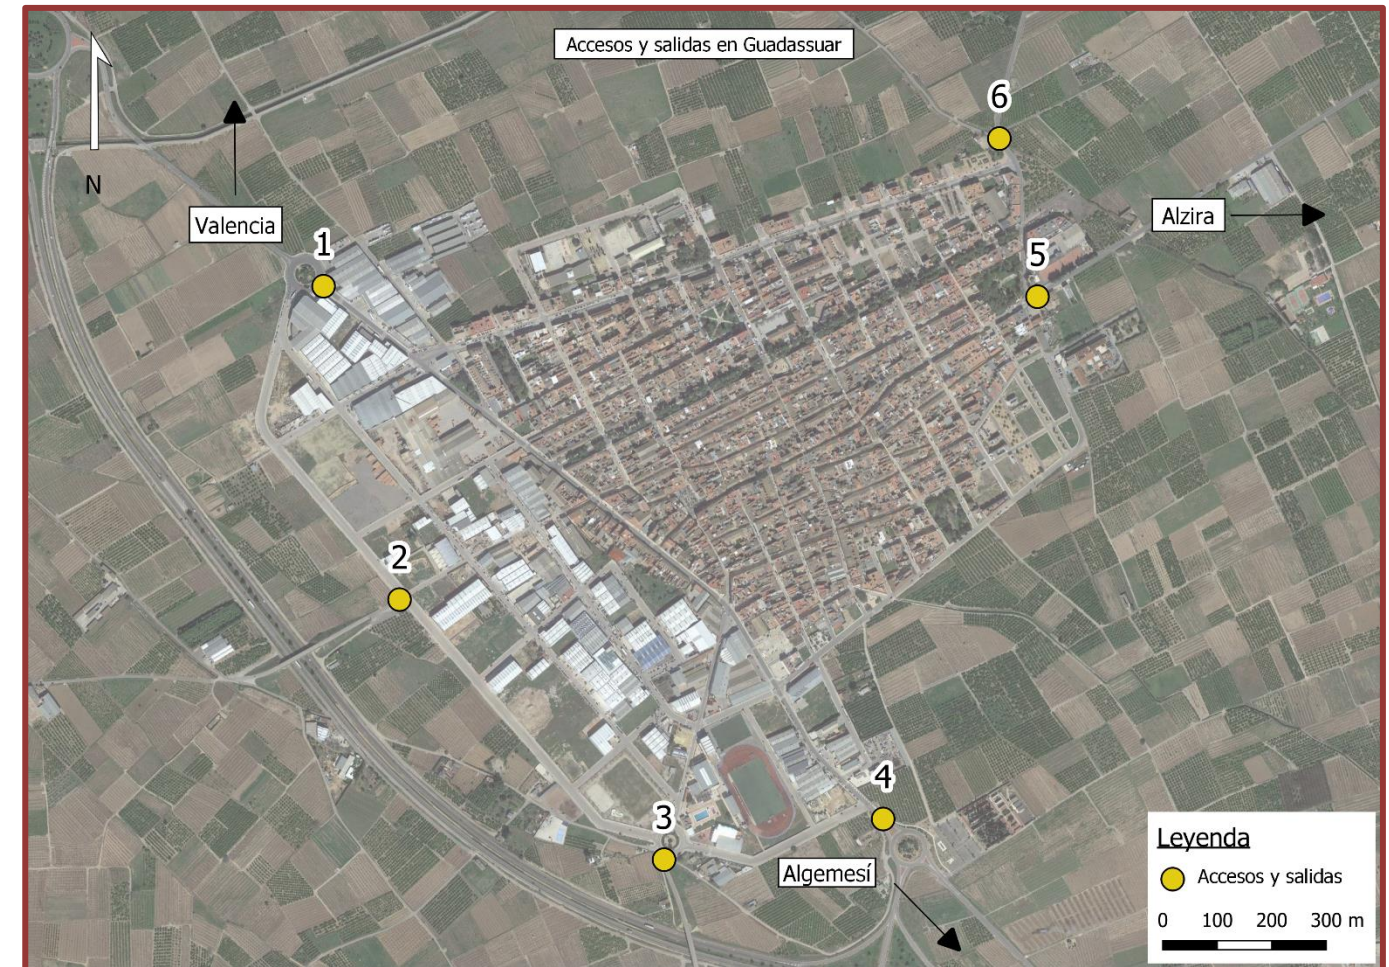 Accesos y salidas en Guadassuar
N
Valencia
Alzira
1
6
5
2
3
4
Algemesí
Leyenda
Accesos y salidas
0 100 200 300 m